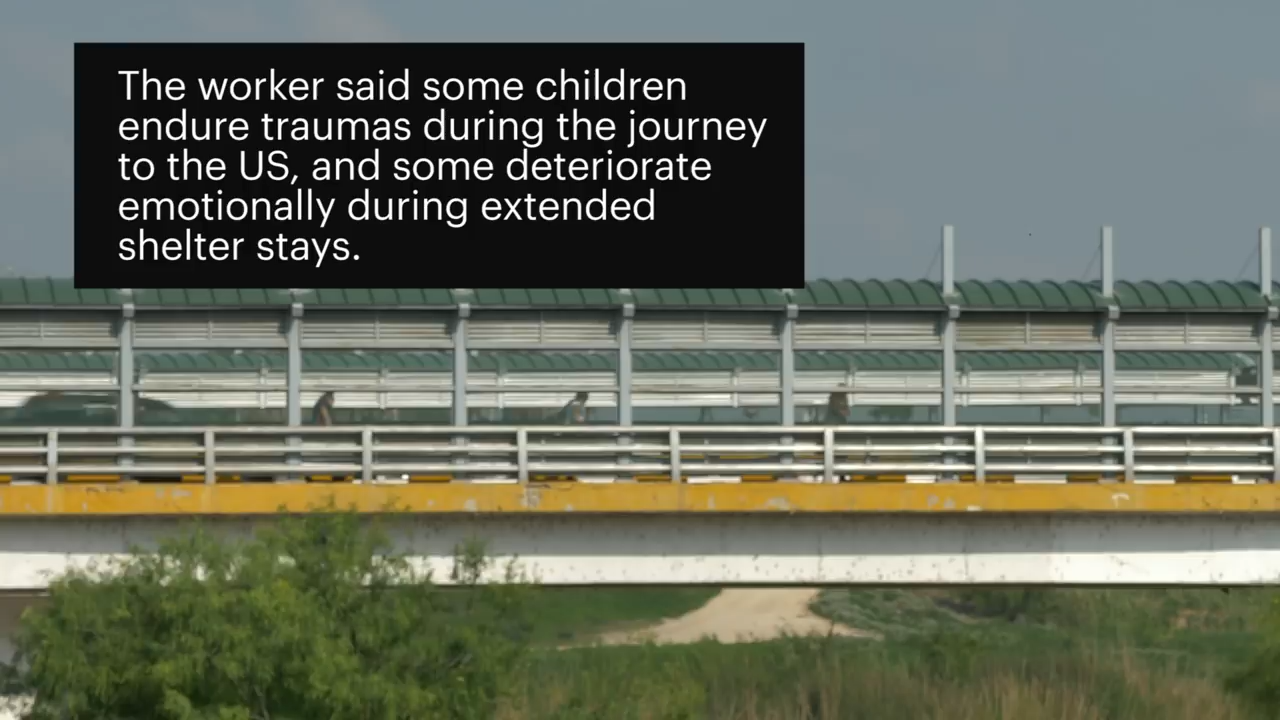 The worker said some children
endure traumas during the journey
to the US, and some deteriorate
emotionally during extended
shelter stays.